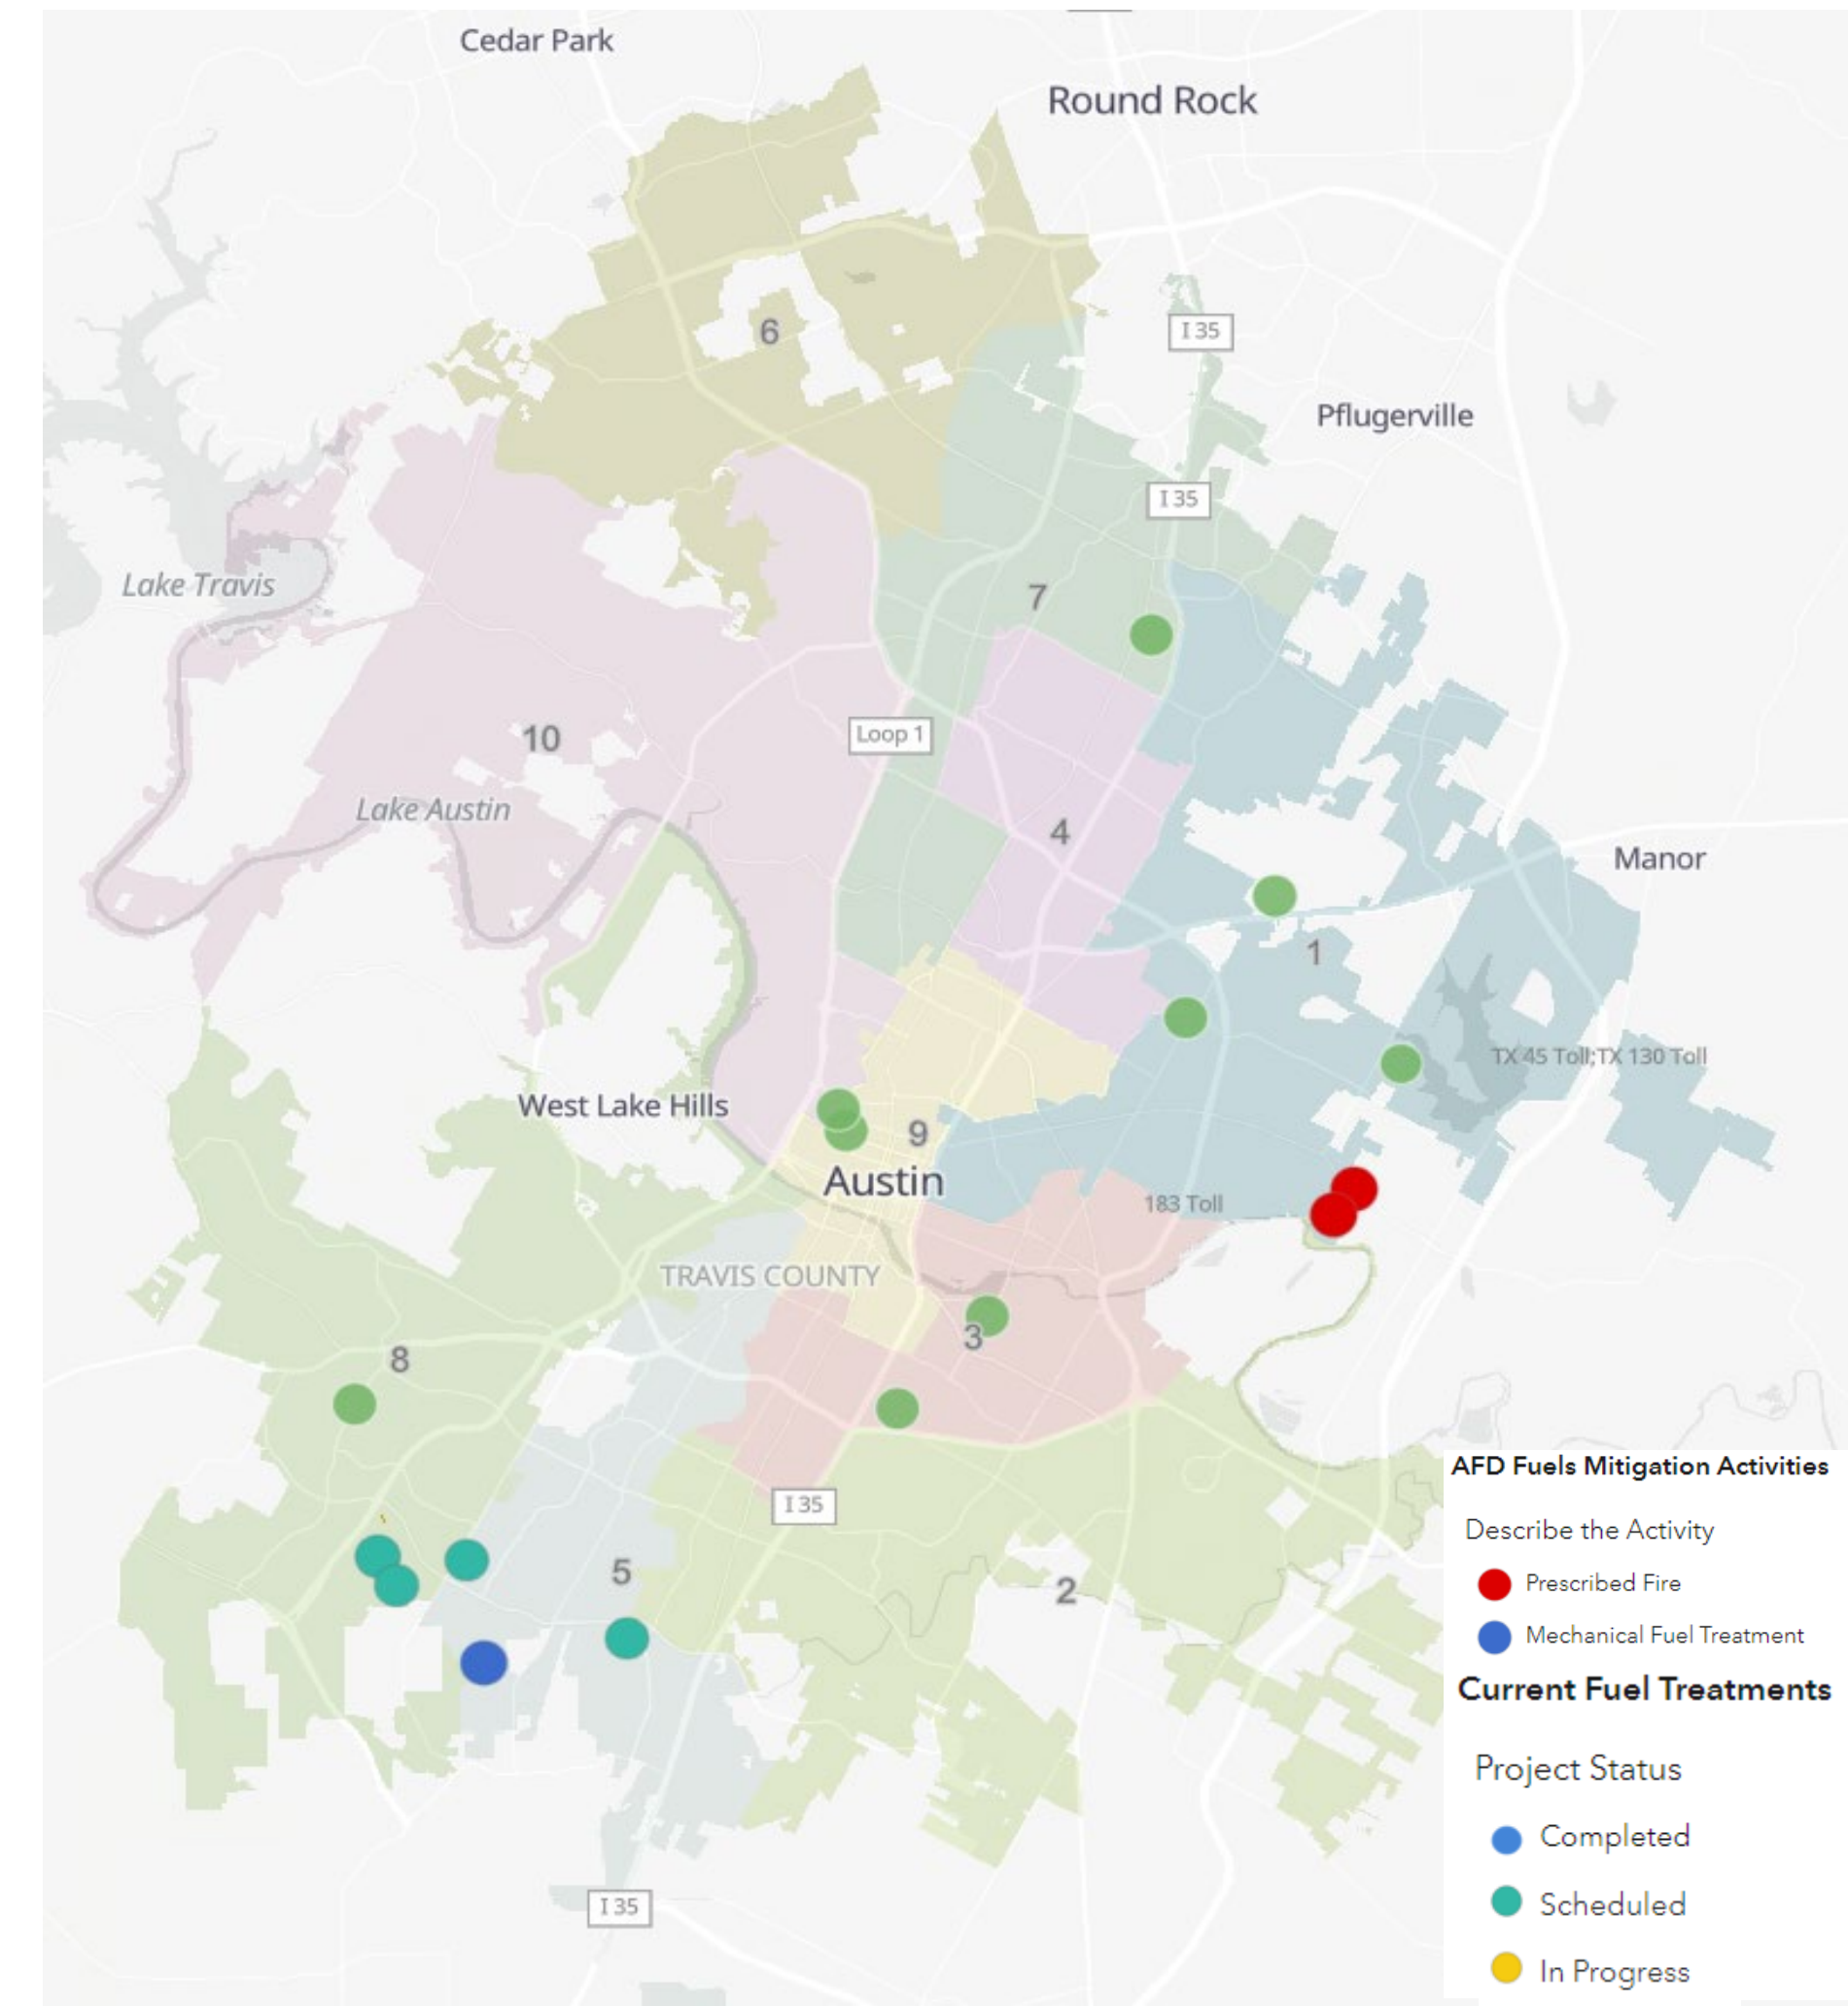 Cedar Park
Round Rock
6
I 35
Pflugerville
I 35
Lake Travis
7
10
Loop 1
Lake Austin
4
Manor
1
TX 45 Toll;TX 130 Toll
West Lake Hills
9
Austin
183 Toll
TRAVIS COUNTY
3
8
I 35
5
2
I 35
AFD Fuels Mitigation Activities
Describe the Activity
Prescribed Fire
Mechanical Fuel Treatment
Current Fuel Treatments
Project Status
Completed
Scheduled
In Progress